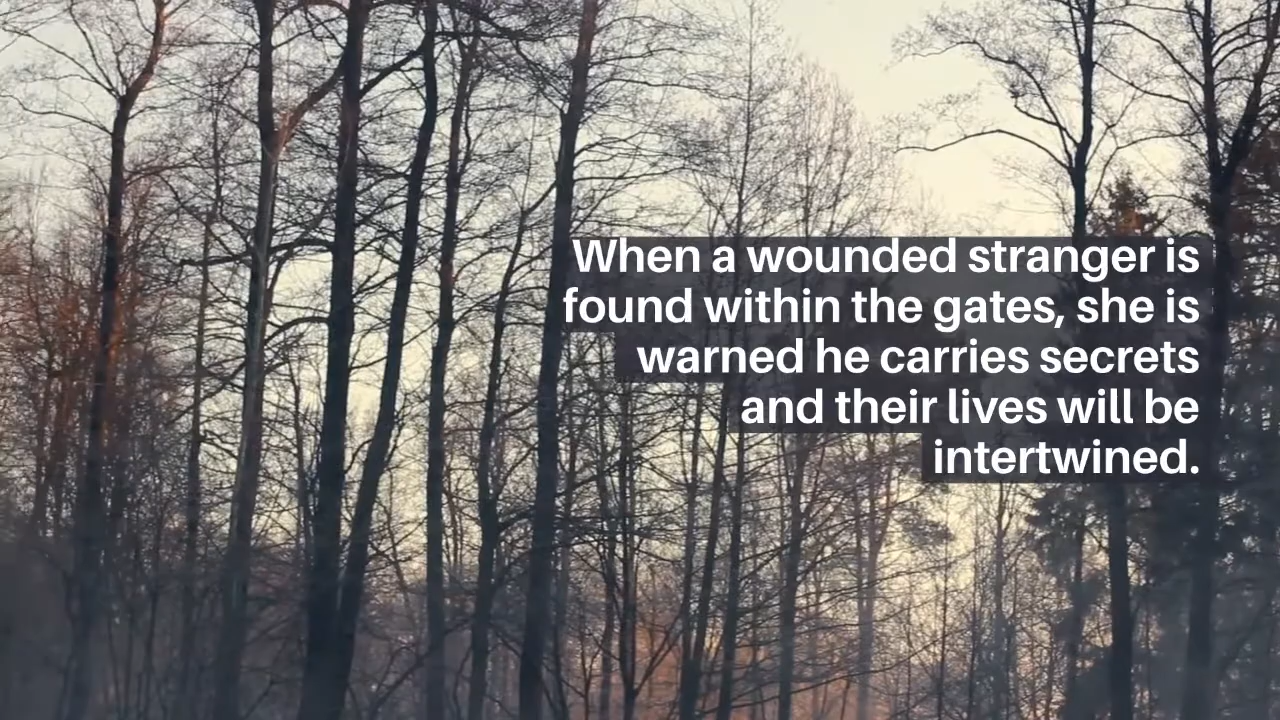 When a wounded stranger is
found within the gates, she is
warned he carries secrets
and their lives will be
intertwined.